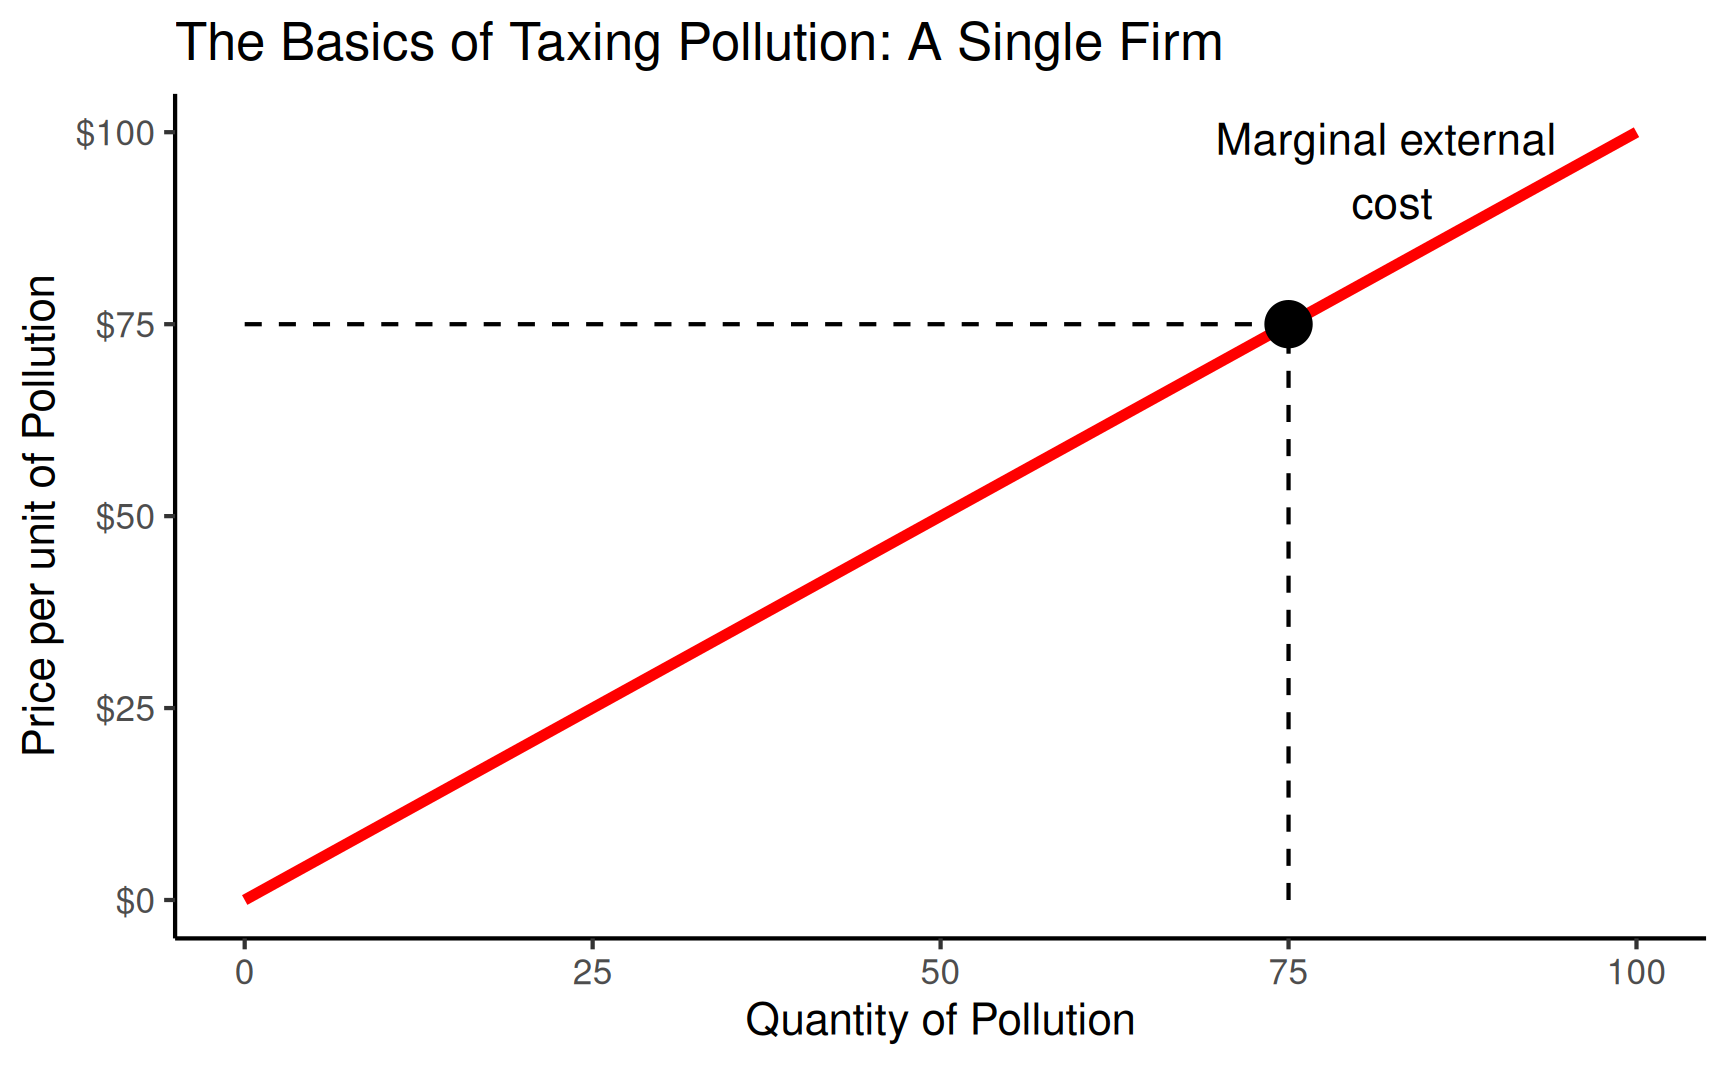 The Basics of Taxing Pollution: A Single Firm
Marginal external
cost
Price per unit of Pollution
$100
$75
$50
$25
$0
0 25 50 75 100
Quantity of Pollution